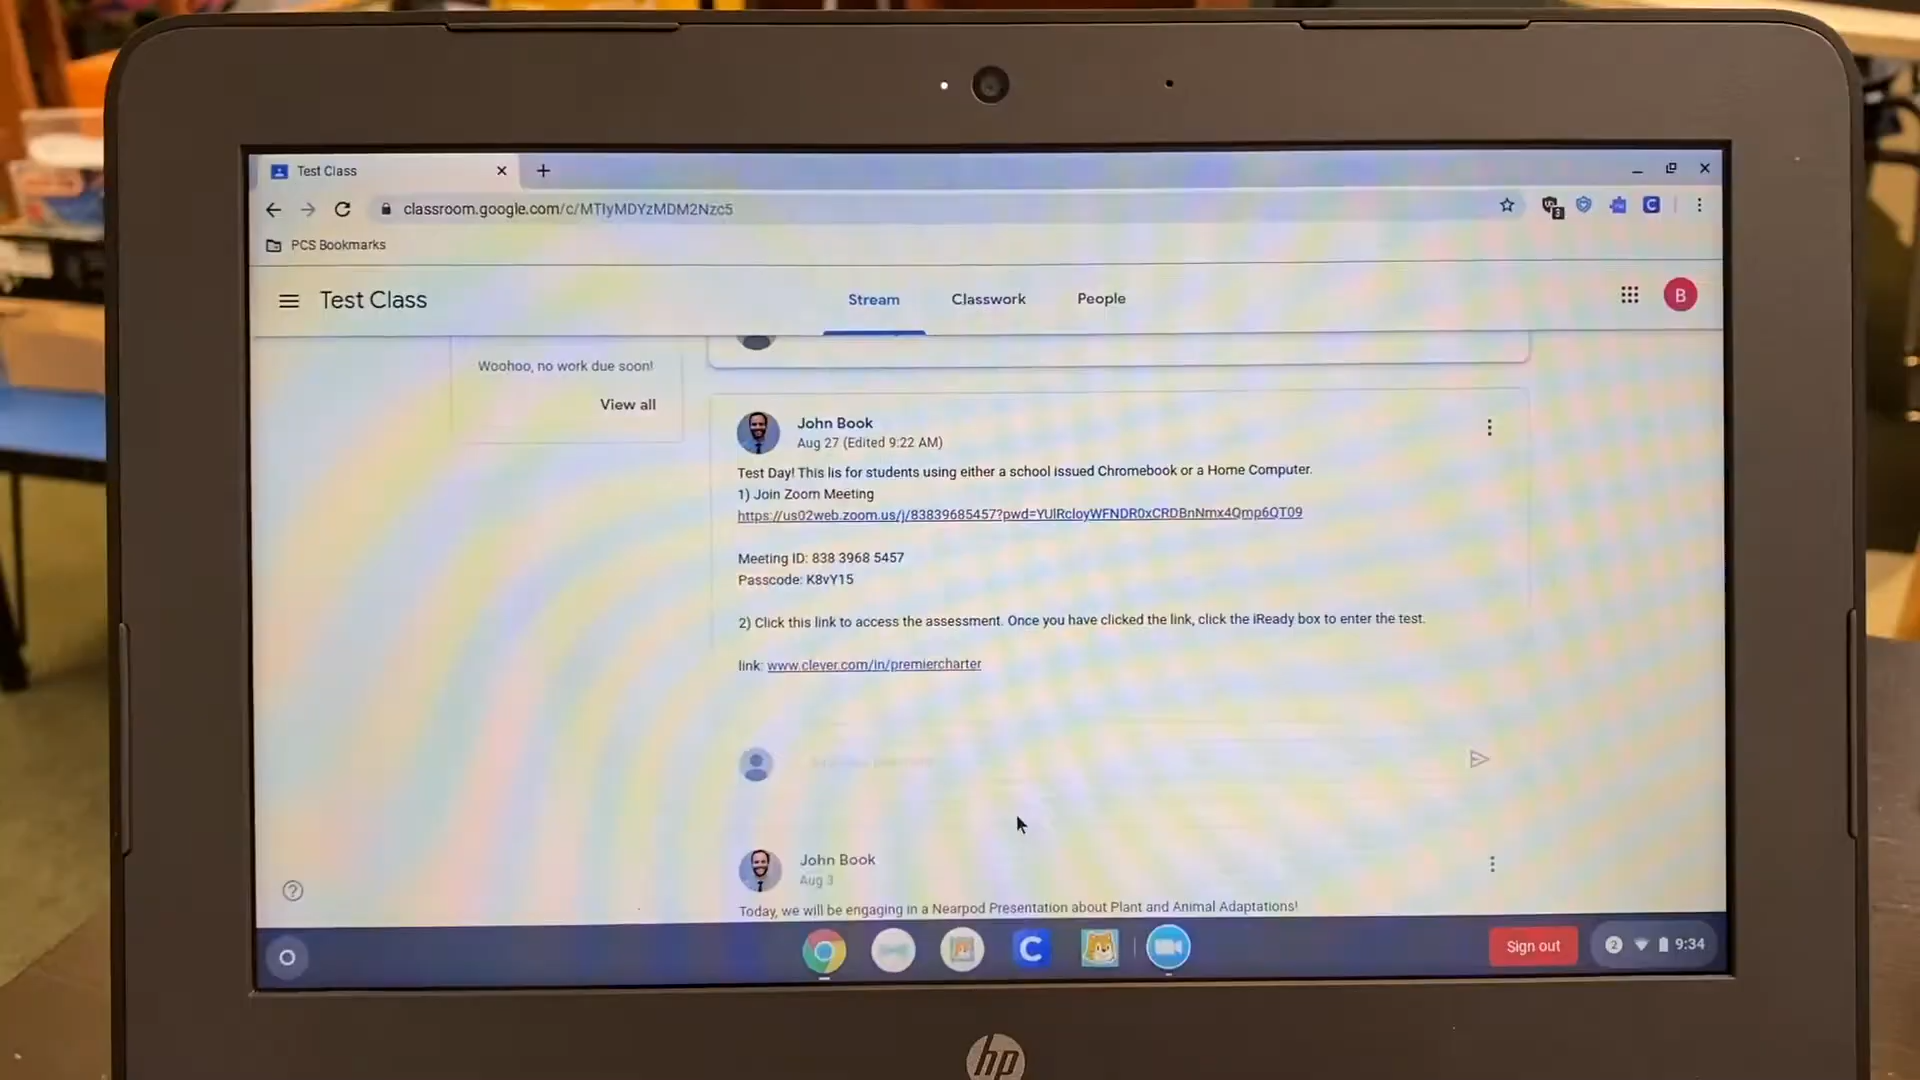 Test Class
classroom.google.com/c/MTIyMDYzMDM2Nzc5
3
C
PCS Bookmarks
Test Class
Stream
Classwork
People
B
Woohoo, no work due soon!
View all
John Book
Aug 27 (Edited 9:22 AM)
Test Day! This lis for students using either a school issued Chromebook or a Home Computer.
1) Join Zoom Meeting
https://us02web.zoom.us/j/83839685457?pwd=YUlRcloyWFNDR0xCRDBnNmx4Qmp6QT09
Meeting ID: 838 3968 5457
Passcode: K8vY15
2) Click this link to access the assessment. Once you have clicked the link, click the iReady box to enter the test.
link: www.clever.com/in/premiercharter
John Book
Aug 3
Today, we will be engaging in a Nearpod Presentation about Plant and Animal Adaptations!
C
Sign out
2
9:34
hp